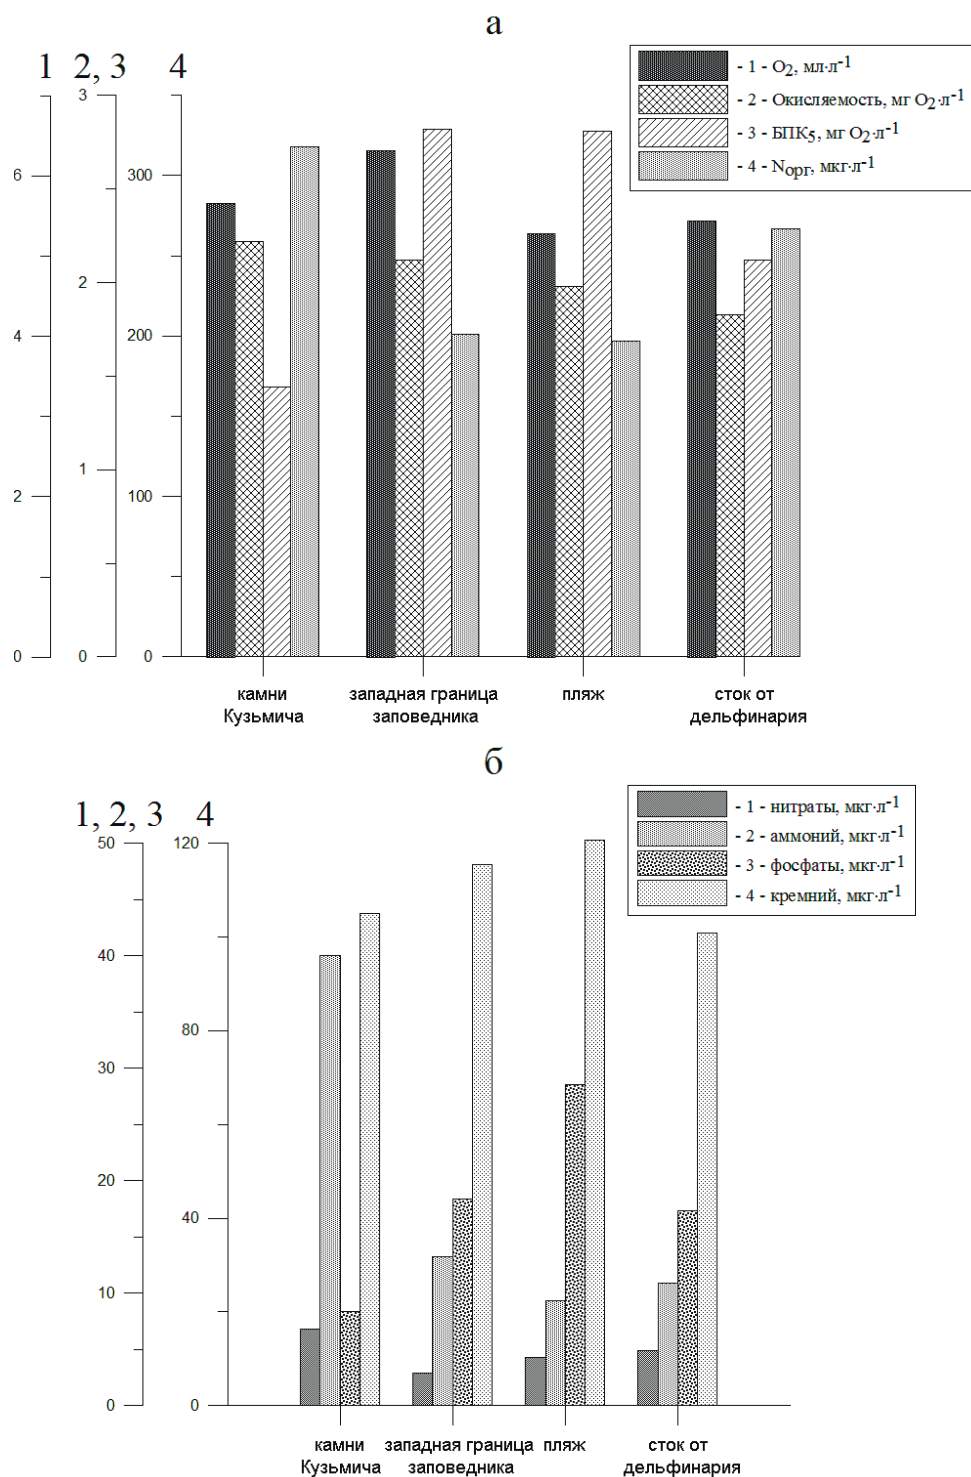 а
1 2, 3 4
- 1 - O₂, мл·л⁻¹
- 2 - Окисляемость, мг O₂·л⁻¹
- 3 - БПК₅, мг O₂·л⁻¹
- 4 - Nорг, мкг·л⁻¹
3
6 300
2
4 200
1
2 100
0 0 0
камни
Кузьмича
западная граница
заповедника
пляж
сток от
дельфинария
б
1, 2, 3 4
- 1 - нитраты, мкг·л⁻¹
- 2 - аммоний, мкг·л⁻¹
- 3 - фосфаты, мкг·л⁻¹
- 4 - кремний, мкг·л⁻¹
50 120
40
80
30
20
40
10
0 0
камни
Кузьмича
западная граница
заповедника
пляж
сток от
дельфинария